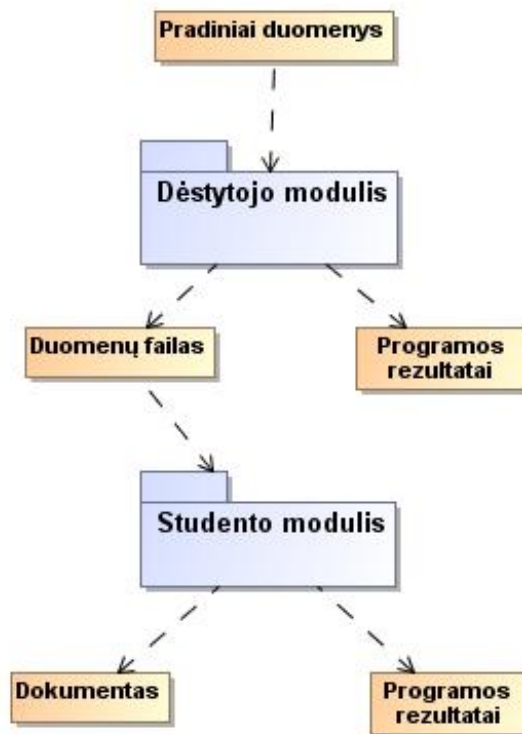 Pradiniai duomenys
Dėstytojo modulis
Duomenų failas
Programos
rezultatai
Studento modulis
Dokumentas
Programos
rezultatai